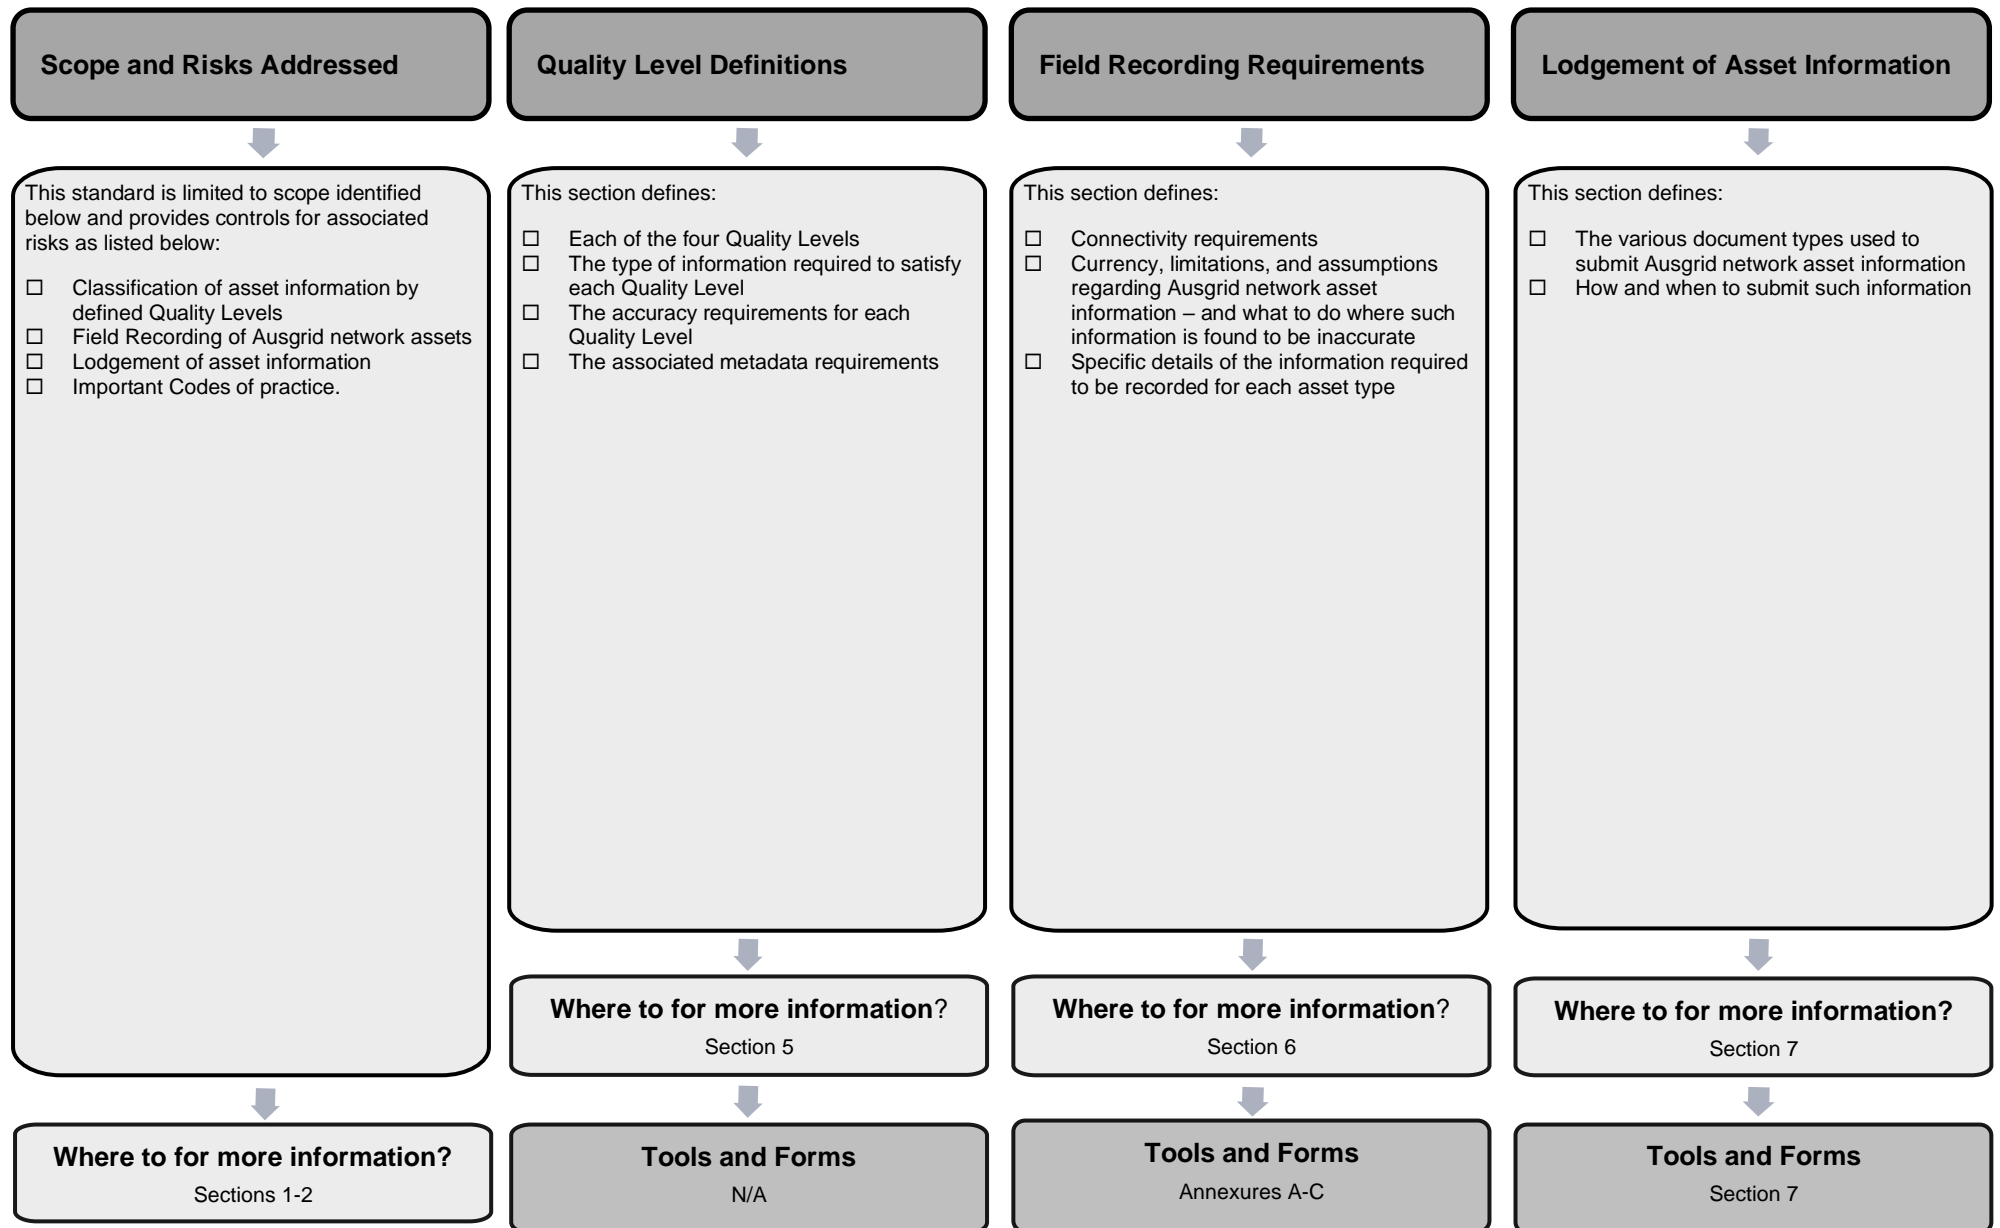 Scope and Risks Addressed
This standard is limited to scope identified
below and provides controls for associated
risks as listed below:
☐ Classification of asset information by
defined Quality Levels
☐ Field Recording of Ausgrid network assets
☐ Lodgement of asset information
☐ Important Codes of practice.
Where to for more information?
Sections 1-2
Quality Level Definitions
This section defines:
☐ Each of the four Quality Levels
☐ The type of information required to satisfy
each Quality Level
☐ The accuracy requirements for each
Quality Level
☐ The associated metadata requirements
Where to for more information?
Section 5
Tools and Forms
N/A
Field Recording Requirements
This section defines:
☐ Connectivity requirements
☐ Currency, limitations, and assumptions
regarding Ausgrid network asset
information – and what to do where such
information is found to be inaccurate
☐ Specific details of the information required
to be recorded for each asset type
Where to for more information?
Section 6
Tools and Forms
Annexures A-C
Lodgement of Asset Information
This section defines:
☐ The various document types used to
submit Ausgrid network asset information
☐ How and when to submit such information
Where to for more information?
Section 7
Tools and Forms
Section 7